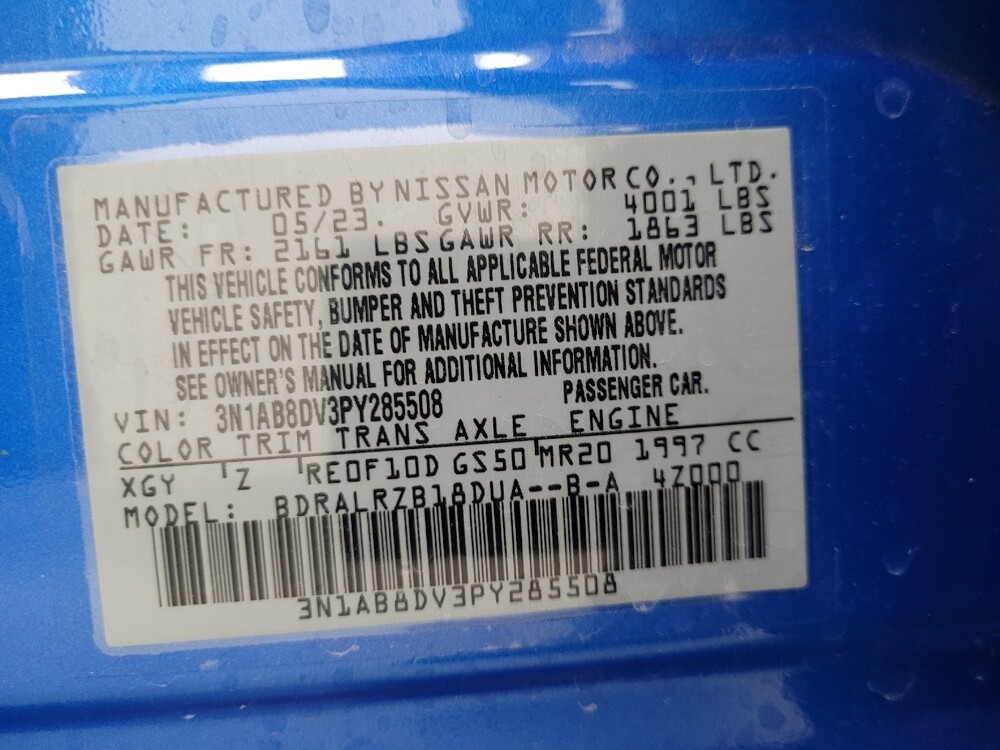 MANUFACTURED BY NISSAN MOTOR CO., LTD.
DATE: 05/23. GVWR: 4001 LBS
GAWR FR: 2161 LBS GAWR RR: 1863 LBS
THIS VEHICLE CONFORMS TO ALL APPLICABLE FEDERAL MOTOR
VEHICLE SAFETY, BUMPER AND THEFT PREVENTION STANDARDS
IN EFFECT ON THE DATE OF MANUFACTURE SHOWN ABOVE.
SEE OWNER'S MANUAL FOR ADDITIONAL INFORMATION.
VIN: 3N1AB8DV3PY285508 PASSENGER CAR.
COLOR TRIM TRANS AXLE ENGINE
XGY Z RE0F10D GS50 MR20 1997 CC
MODEL: BDRALRZB18DUA--B-A 4Z000
3N1AB8DV3PY285508